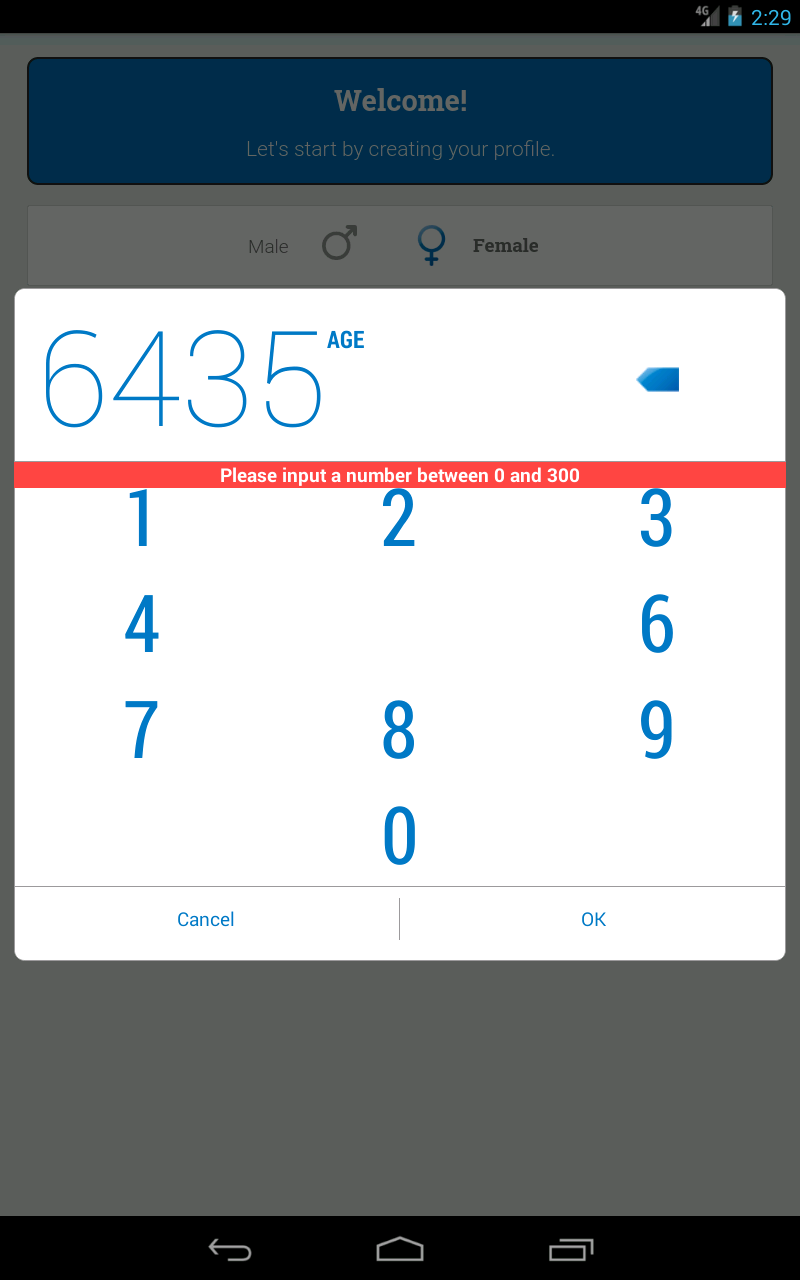 4G 2:29
Welcome!
Let's start by creating your profile.
Male Female
6435 AGE
Please input a number between 0 and 300
1 2 3
4 6
7 8 9
0
Cancel OK